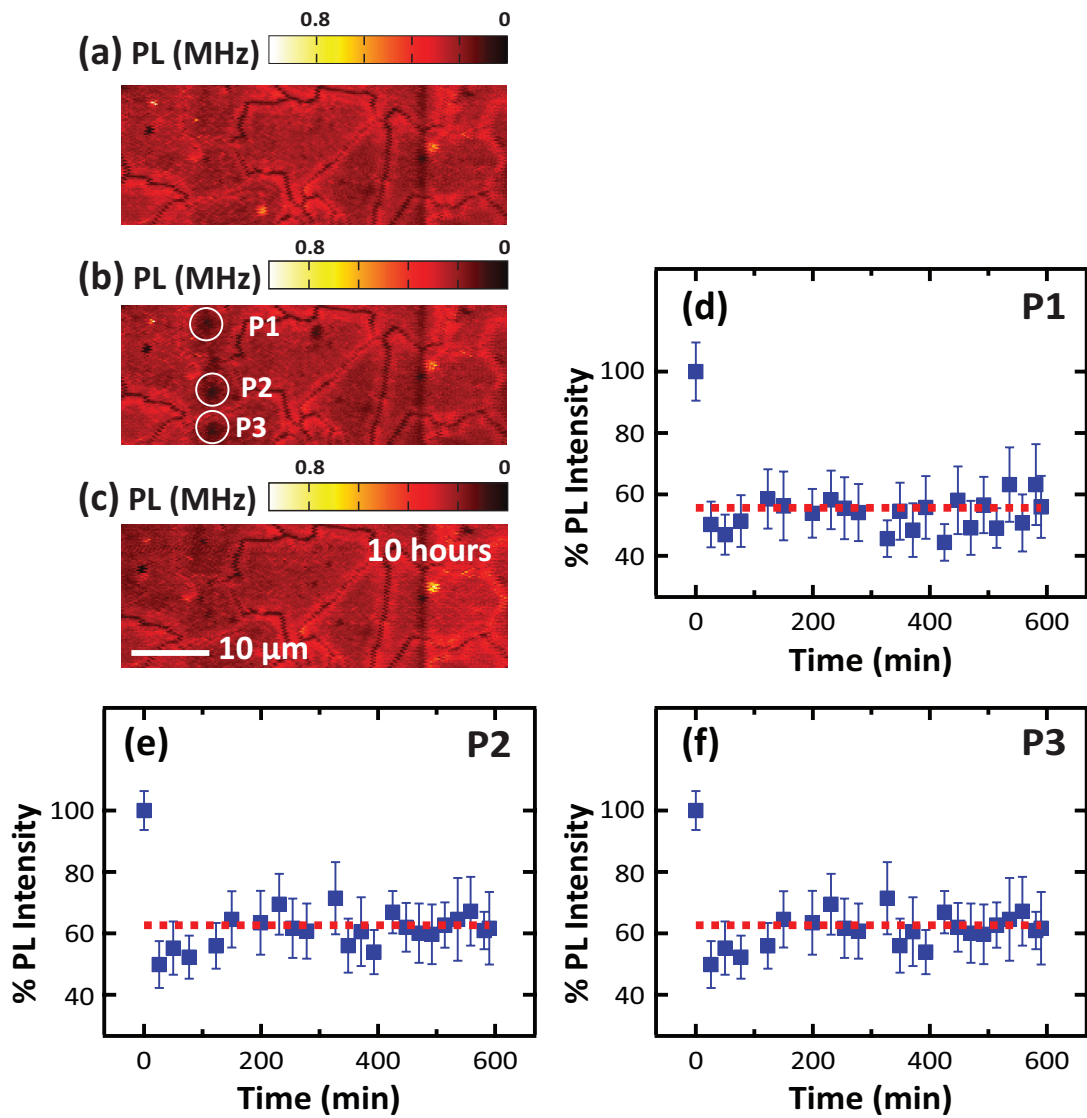 0.8 0
(a) PL (MHz)
0.8 0
(b) PL (MHz)
P1
P2
P3
0.8 0
(c) PL (MHz)
10 hours
10 μm
(d) P1
100
80
60
40
% PL Intensity
0 200 400 600
Time (min)
(e) P2
100
80
60
40
% PL Intensity
0 200 400 600
Time (min)
(f) P3
100
80
60
40
% PL Intensity
0 200 400 600
Time (min)